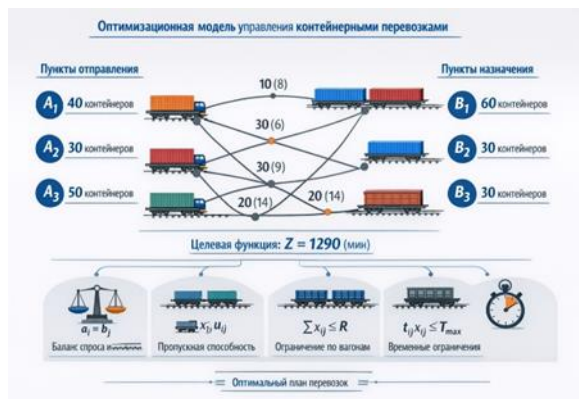 Оптимизационная модель управления контейнерными перевозками
Пункты отправления
Пункты назначения
A₁ 40 контейнеров
10 (8)
B₁ 60 контейнеров
30 (6)
A₂ 30 контейнеров
B₂ 30 контейнеров
30 (9)
A₃ 50 контейнеров
20 (14)
20 (14)
B₃ 30 контейнеров
Целевая функция: Z = 1290 (мин)
aᵢ = bⱼ
uᵢⱼ
∑ xᵢⱼ ≤ R
tᵢⱼ xᵢⱼ ≤ Tmax
Баланс спроса и
Пропускная способность
Ограничение по вагонам
Временные ограничения
Оптимальный план перевозок